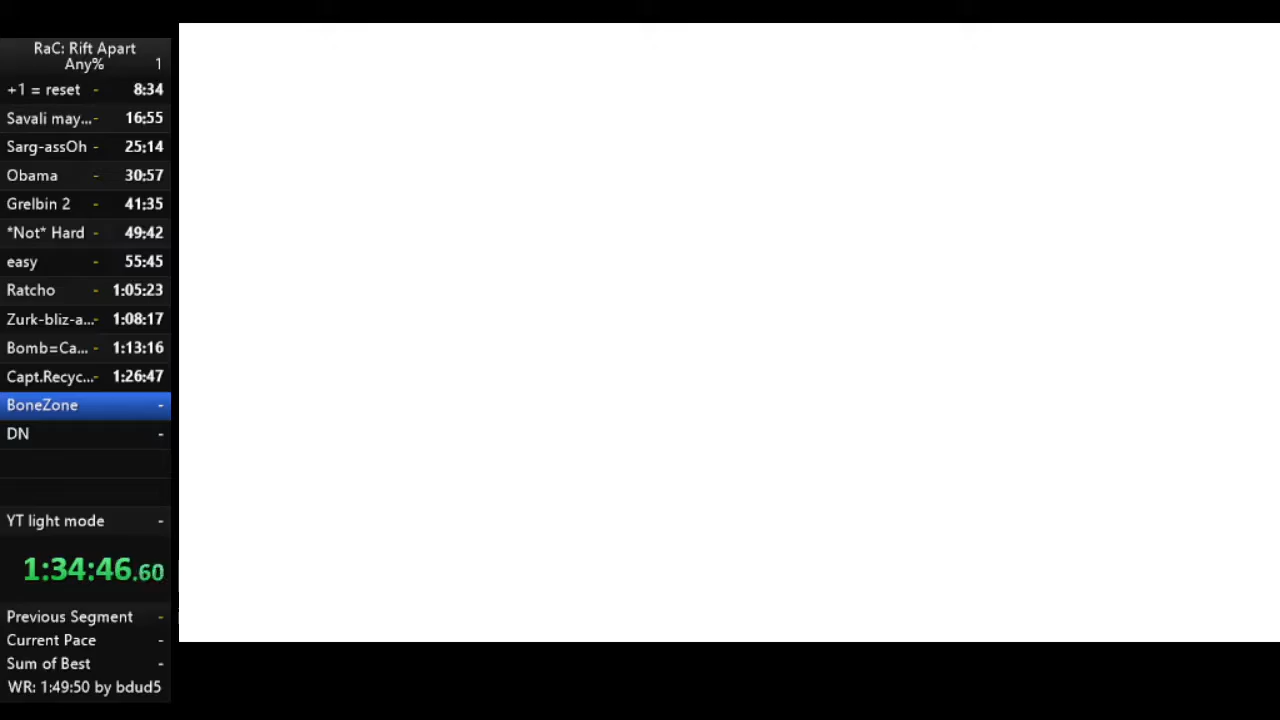 RaC: Rift Apart
Any% 1
+1 = reset - 8:34
Savali may...- 16:55
Sarg-assOh - 25:14
Obama - 30:57
Grelbin 2 - 41:35
*Not* Hard - 49:42
easy - 55:45
Ratcho - 1:05:23
Zurk-bliz-a...- 1:08:17
Bomb=Ca... - 1:13:16
Capt.Recyc...- 1:26:47
BoneZone -
DN -
YT light mode -
1:34:46.60
Previous Segment -
Current Pace -
Sum of Best -
WR: 1:49:50 by bdud5